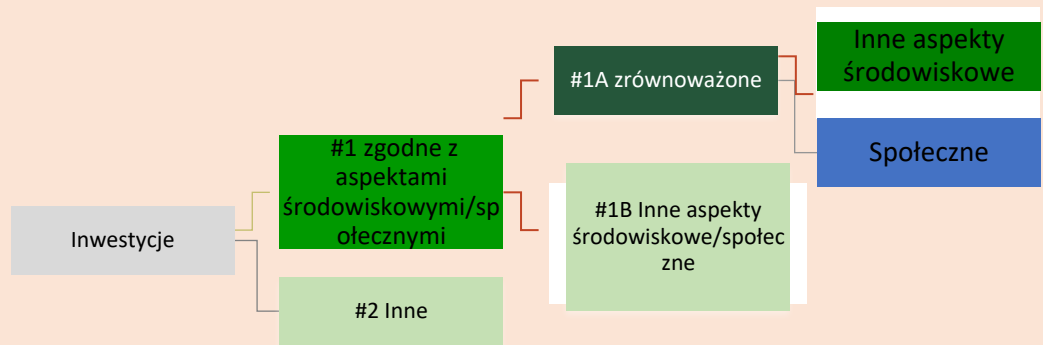 Inwestycje
#1 zgodne z
aspektami
środowiskowymi/sp
ołecznymi
#2 Inne
#1A zrównoważone
#1B Inne aspekty
środowiskowe/społec
zne
Inne aspekty
środowiskowe
Społeczne